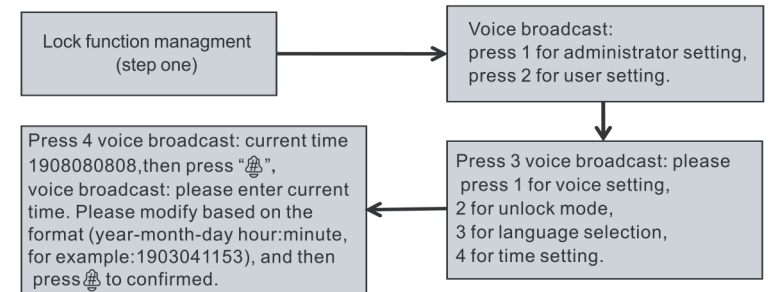 Lock function managment
(step one)
Voice broadcast:
press 1 for administrator setting,
press 2 for user setting.
Press 3 voice broadcast: please
press 1 for voice setting,
2 for unlock mode,
3 for language selection,
4 for time setting.
Press 4 voice broadcast: current time
1908080808,then press “”,
voice broadcast: please enter current
time. Please modify based on the
format (year-month-day hour:minute,
for example:1903041153), and then
press to confirmed.